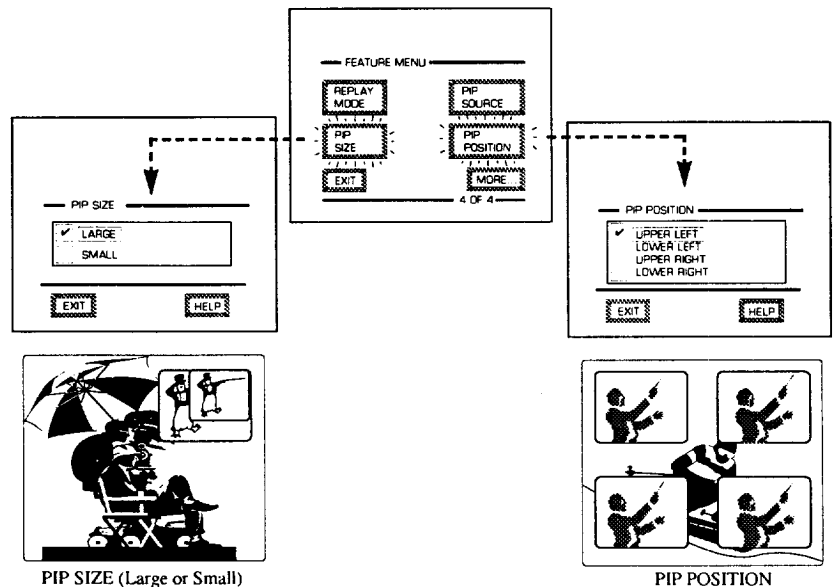 FEATURE MENU
REPLAY
MODE
PIP
SOURCE
PIP
SIZE
PIP
POSITION
EXIT
MORE
4 OF 4
PIP SIZE
✔ LARGE
SMALL
EXIT
HELP
PIP POSITION
✔ UPPER LEFT
LOWER LEFT
UPPER RIGHT
LOWER RIGHT
EXIT
HELP
PIP SIZE (Large or Small)
PIP POSITION